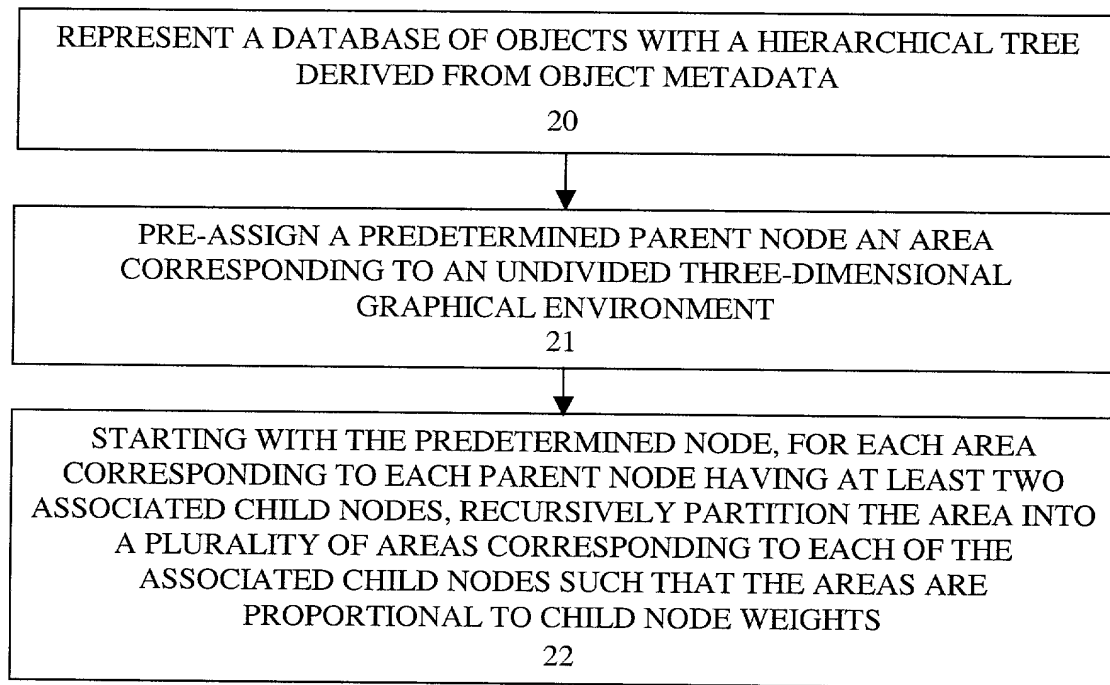 REPRESENT A DATABASE OF OBJECTS WITH A HIERARCHICAL TREE
DERIVED FROM OBJECT METADATA
20
PRE-ASSIGN A PREDETERMINED PARENT NODE AN AREA
CORRESPONDING TO AN UNDIVIDED THREE-DIMENSIONAL
GRAPHICAL ENVIRONMENT
21
STARTING WITH THE PREDETERMINED NODE, FOR EACH AREA
CORRESPONDING TO EACH PARENT NODE HAVING AT LEAST TWO
ASSOCIATED CHILD NODES, RECURSIVELY PARTITION THE AREA INTO
A PLURALITY OF AREAS CORRESPONDING TO EACH OF THE
ASSOCIATED CHILD NODES SUCH THAT THE AREAS ARE
PROPORTIONAL TO CHILD NODE WEIGHTS
22